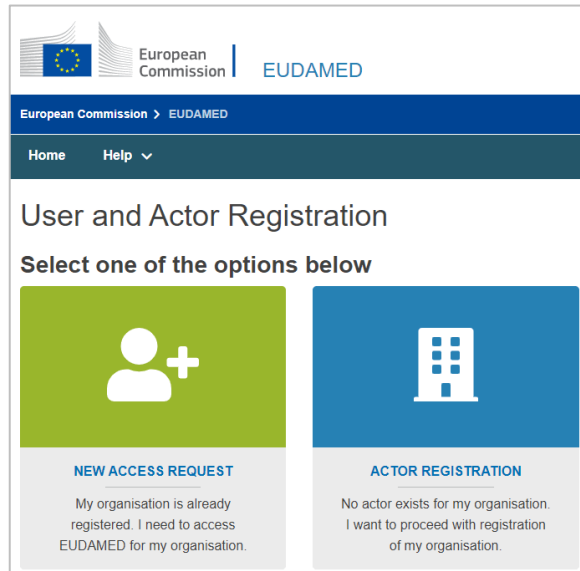 European
Commission
EUDAMED
European Commission > EUDAMED
Home Help
User and Actor Registration
Select one of the options below
NEW ACCESS REQUEST
My organisation is already
registered. I need to access
EUDAMED for my organisation.
ACTOR REGISTRATION
No actor exists for my organisation.
I want to proceed with registration
of my organisation.